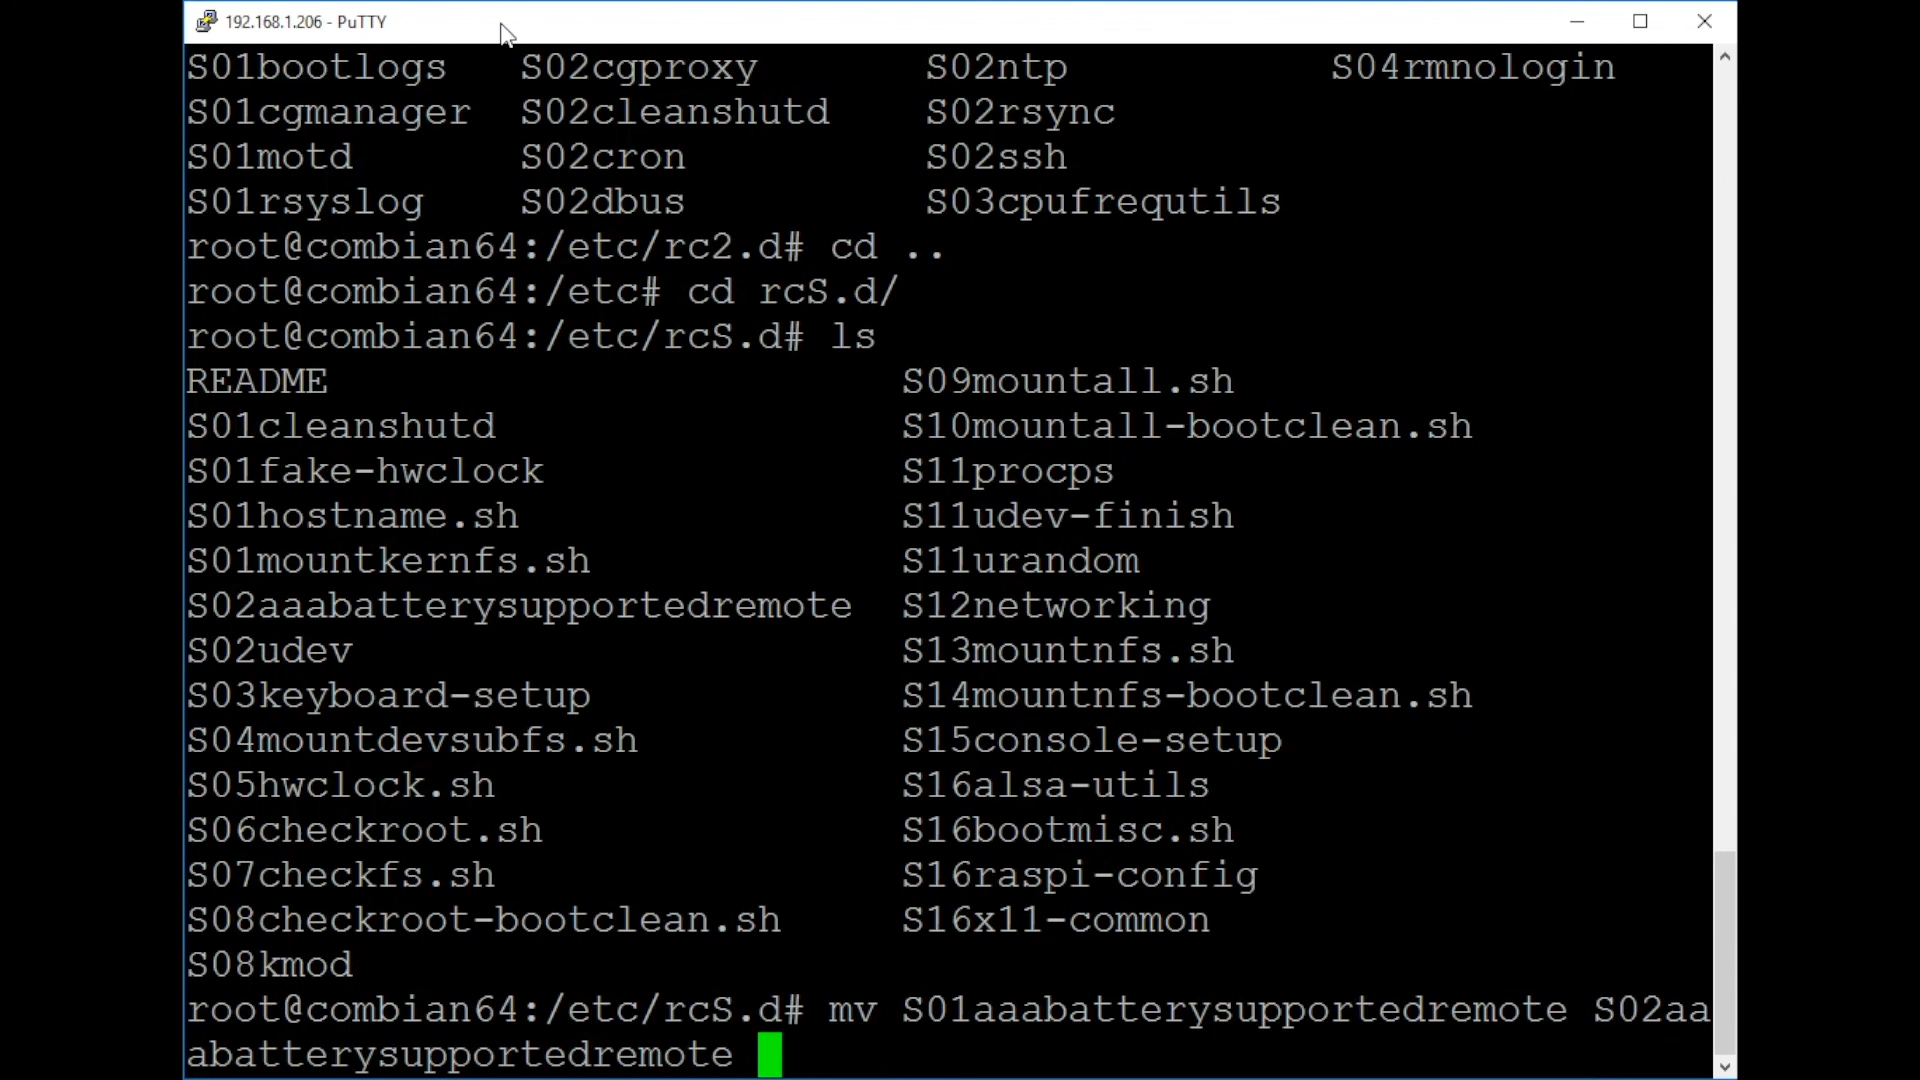 192.168.1.206 - PuTTY
S01bootlogs S02cgproxy S02ntp S04rmnologin
S01cgmanager S02cleanshutd S02rsync
S01motd S02cron S02ssh
S01rsyslog S02dbus S03cpufrequtils
root@combian64:/etc/rc2.d# cd ..
root@combian64:/etc# cd rcS.d/
root@combian64:/etc/rcS.d# ls
README S09mountall.sh
S01cleanshutd S10mountall-bootclean.sh
S01fake-hwclock S11procps
S01hostname.sh S11udev-finish
S01mountkernfs.sh S11urandom
S02aaabatterysupportedremote S12networking
S02udev S13mountnfs.sh
S03keyboard-setup S14mountnfs-bootclean.sh
S04mountdevsubfs.sh S15console-setup
S05hwclock.sh S16alsa-utils
S06checkroot.sh S16bootmisc.sh
S07checkfs.sh S16raspi-config
S08checkroot-bootclean.sh S16x11-common
S08kmod
root@combian64:/etc/rcS.d# mv S01aaabatterysupportedremote S02aa
abatterysupportedremote